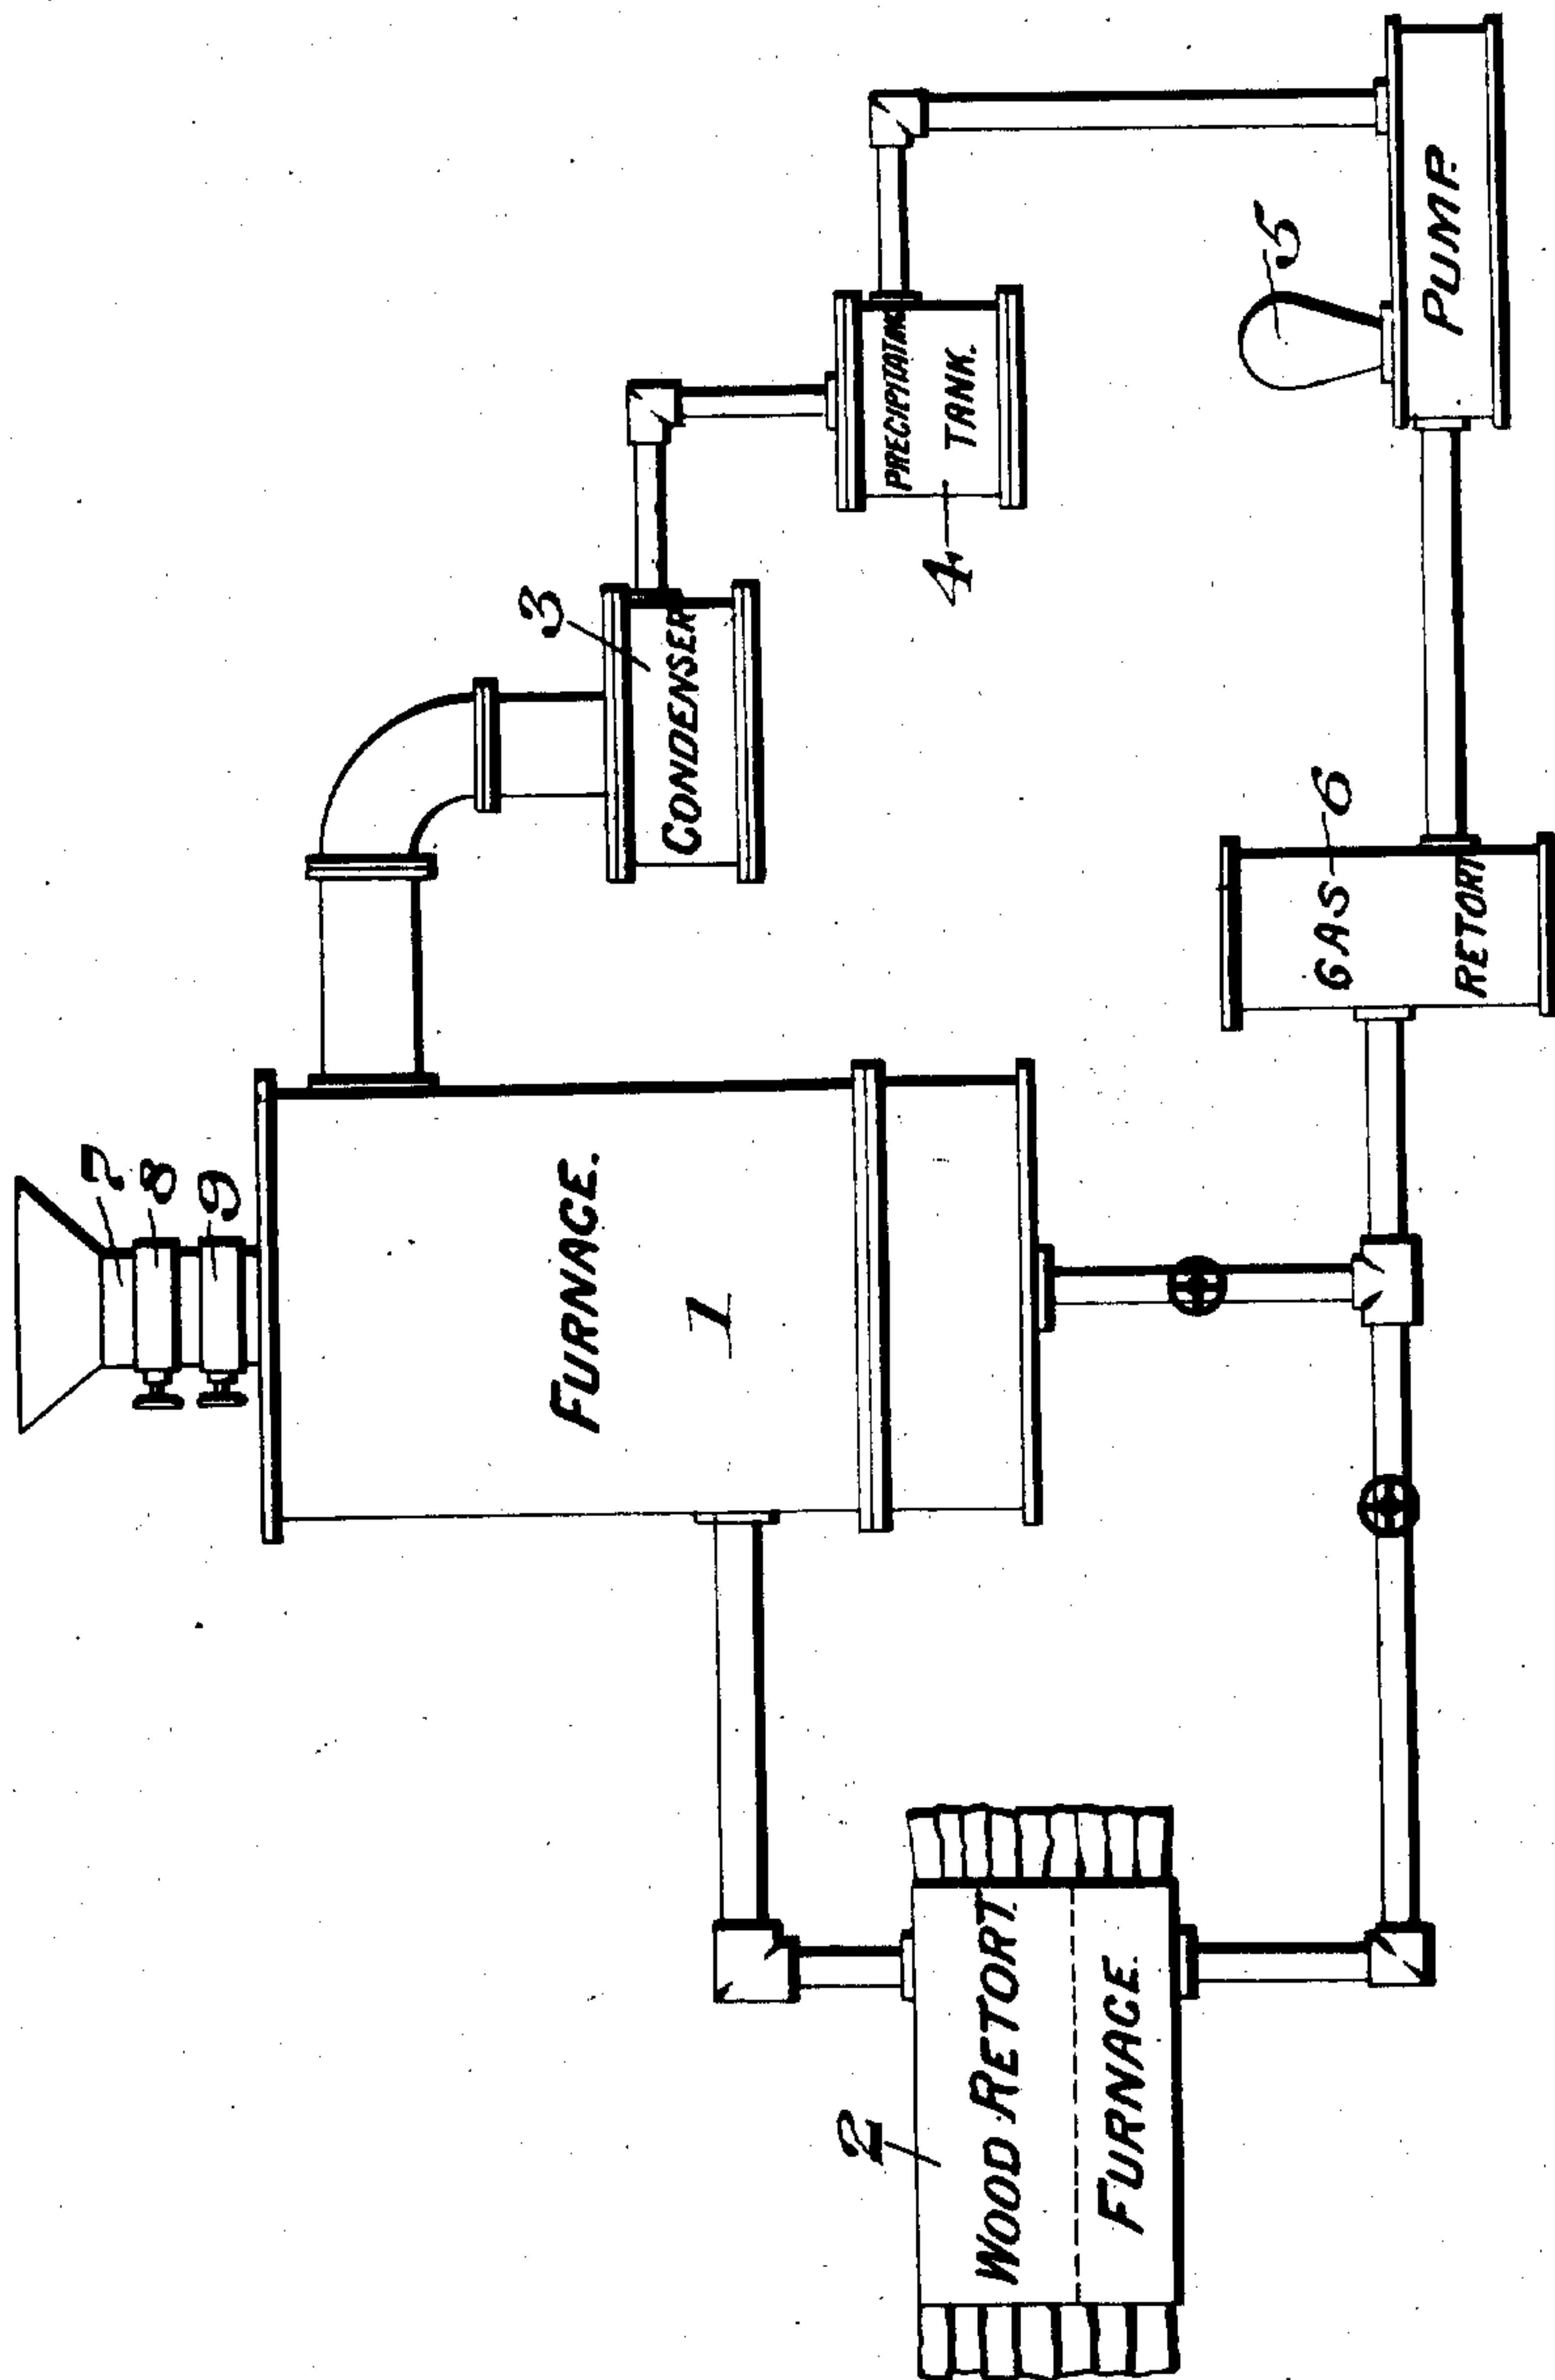 7
8
9
FURNACE.
1
3
CONDENSER
PRECIPITATING
TANK.
4
5
PUMP.
GAS
6
RETORT
2
WOOD RETORT.
FURNACE.